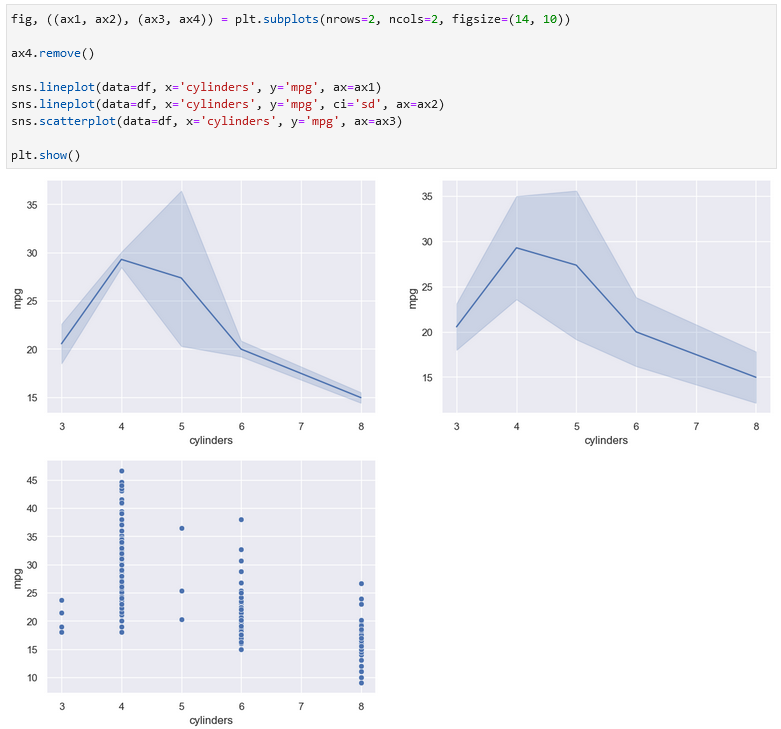 fig, ((ax1, ax2), (ax3, ax4)) = plt.subplots(nrows=2, ncols=2, figsize=(14, 10))
ax4.remove()
sns.lineplot(data=df, x='cylinders', y='mpg', ax=ax1)
sns.lineplot(data=df, x='cylinders', y='mpg', ci='sd', ax=ax2)
sns.scatterplot(data=df, x='cylinders', y='mpg', ax=ax3)
plt.show()
35
30
25
20
15
mpg
3 4 5 6 7 8
cylinders
35
30
25
20
15
mpg
3 4 5 6 7 8
cylinders
45
40
35
30
25
20
15
10
mpg
3 4 5 6 7 8
cylinders